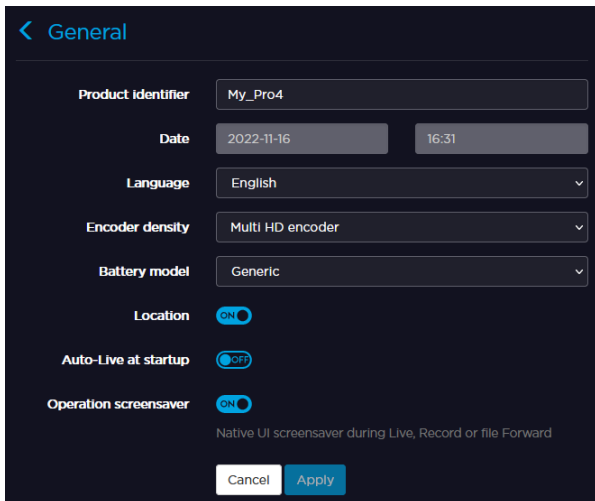 General
Product identifier My_Pro4
Date 2022-11-16 16:31
Language English
Encoder density Multi HD encoder
Battery model Generic
Location ON
Auto-Live at startup OFF
Operation screensaver ON
Native UI screensaver during Live, Record or file Forward
Cancel Apply